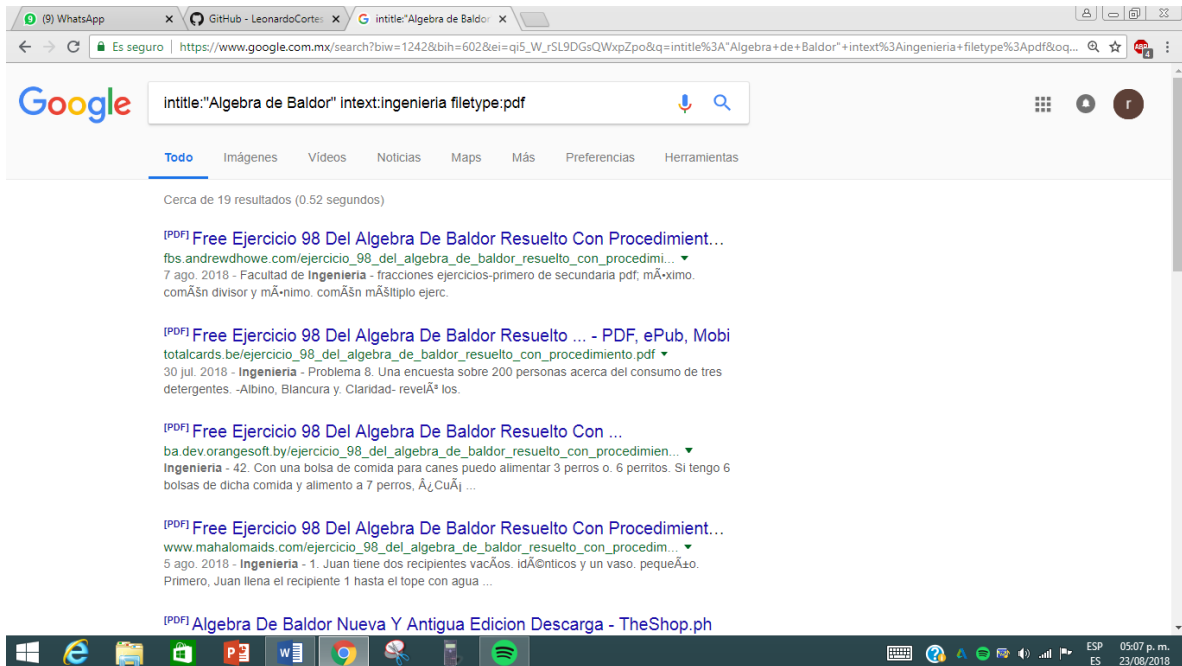 (9) WhatsApp
GitHub - LeonardoCortes
intitle:"Algebra de Baldor
Es seguro | https://www.google.com.mx/search?biw=1242&bih=602&ei=qi5_W_rSL9DGsQWxpZpo&q=intitle%3A"Algebra+de+Baldor"+intext%3Aingenieria+filetype%3Apdf&oq...
Google
intitle:"Algebra de Baldor" intext:ingenieria filetype:pdf
r
Todo Imágenes Vídeos Noticias Maps Más Preferencias Herramientas
Cerca de 19 resultados (0.52 segundos)
[PDF] Free Ejercicio 98 Del Algebra De Baldor Resuelto Con Procedimient...
fbs.andrewdhowe.com/ejercicio_98_del_algebra_de_baldor_resuelto_con_procedimi...
7 ago. 2018 - Facultad de Ingenieria - fracciones ejercicios-primero de secundaria pdf; mÃ•ximo.
comÃšn divisor y mÃ•nimo. comÃšn mÃšltiplo ejerc.
[PDF] Free Ejercicio 98 Del Algebra De Baldor Resuelto ... - PDF, ePub, Mobi
totalcards.be/ejercicio_98_del_algebra_de_baldor_resuelto_con_procedimiento.pdf
30 jul. 2018 - Ingenieria - Problema 8. Una encuesta sobre 200 personas acerca del consumo de tres
detergentes. -Albino, Blancura y. Claridad- revelÃª los.
[PDF] Free Ejercicio 98 Del Algebra De Baldor Resuelto Con ...
ba.dev.orangesoft.by/ejercicio_98_del_algebra_de_baldor_resuelto_con_procedimien...
Ingenieria - 42. Con una bolsa de comida para canes puedo alimentar 3 perros o. 6 perritos. Si tengo 6
bolsas de dicha comida y alimento a 7 perros, Ã¿CuÃ¡ ...
[PDF] Free Ejercicio 98 Del Algebra De Baldor Resuelto Con Procedimient...
www.mahalomaids.com/ejercicio_98_del_algebra_de_baldor_resuelto_con_procedim...
5 ago. 2018 - Ingenieria - 1. Juan tiene dos recipientes vacÃos. idÃ©nticos y un vaso. pequeÃ±o.
Primero, Juan llena el recipiente 1 hasta el tope con agua ...
[PDF] Algebra De Baldor Nueva Y Antigua Edicion Descarga - TheShop.ph
ESP 05:07 p. m.
ES 23/08/2018